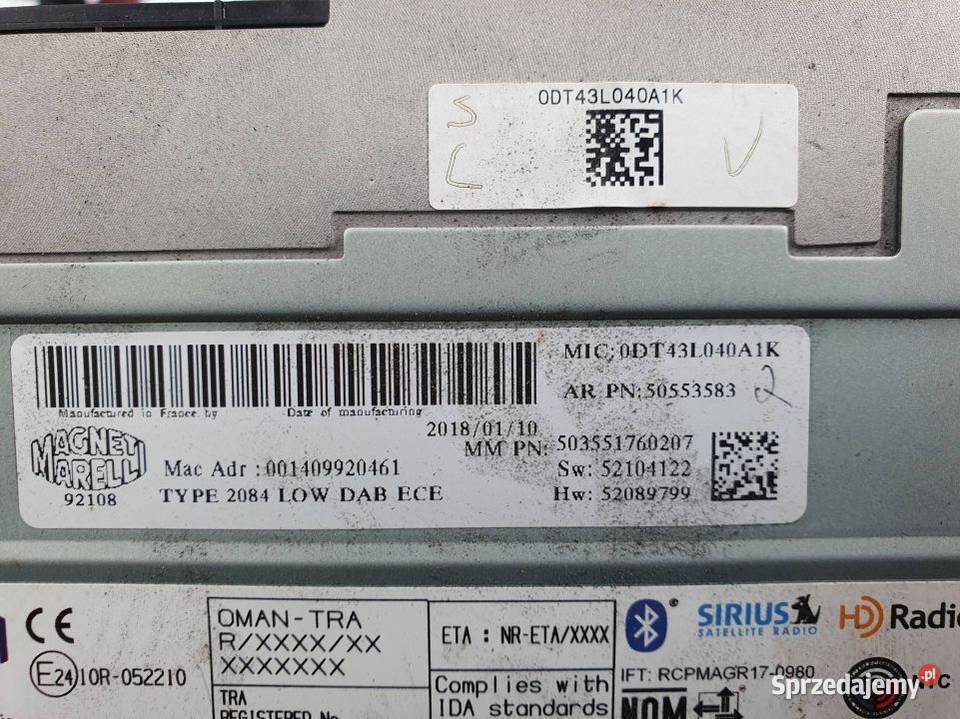 0DT43L040A1K
S
L
V
MIC:0DT43L040A1K
AR PN:50553583
2
Manufactured in France by
Date of manufacturing
2018/01/10
MM PN: 503551760207
MAGNETI
MARELLI
92108
Mac Adr : 001409920461
Sw: 52104122
TYPE 2084 LOW DAB ECE
Hw: 52089799
CE
E24 10R-052210
OMAN-TRA
R/XXXX/XX
XXXXXXX
TRA
REGISTERED No
ETA : NR-ETA/XXXX
Complies with
IDA standards
SIRIUS
SATELLITE RADIO
HD Radio
IFT: RCPMAGR17-0980
NOM
Sprzedajemy.pl